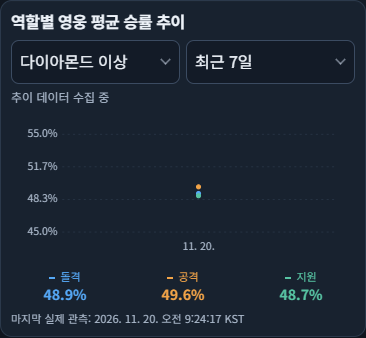 역할별 영웅 평균 승률 추이
다이아몬드 이상
최근 7일
추이 데이터 수집 중
55.0%
51.7%
48.3%
45.0%
11. 20.
돌격
공격
지원
48.9%
49.6%
48.7%
마지막 실제 관측: 2026. 11. 20. 오전 9:24:17 KST